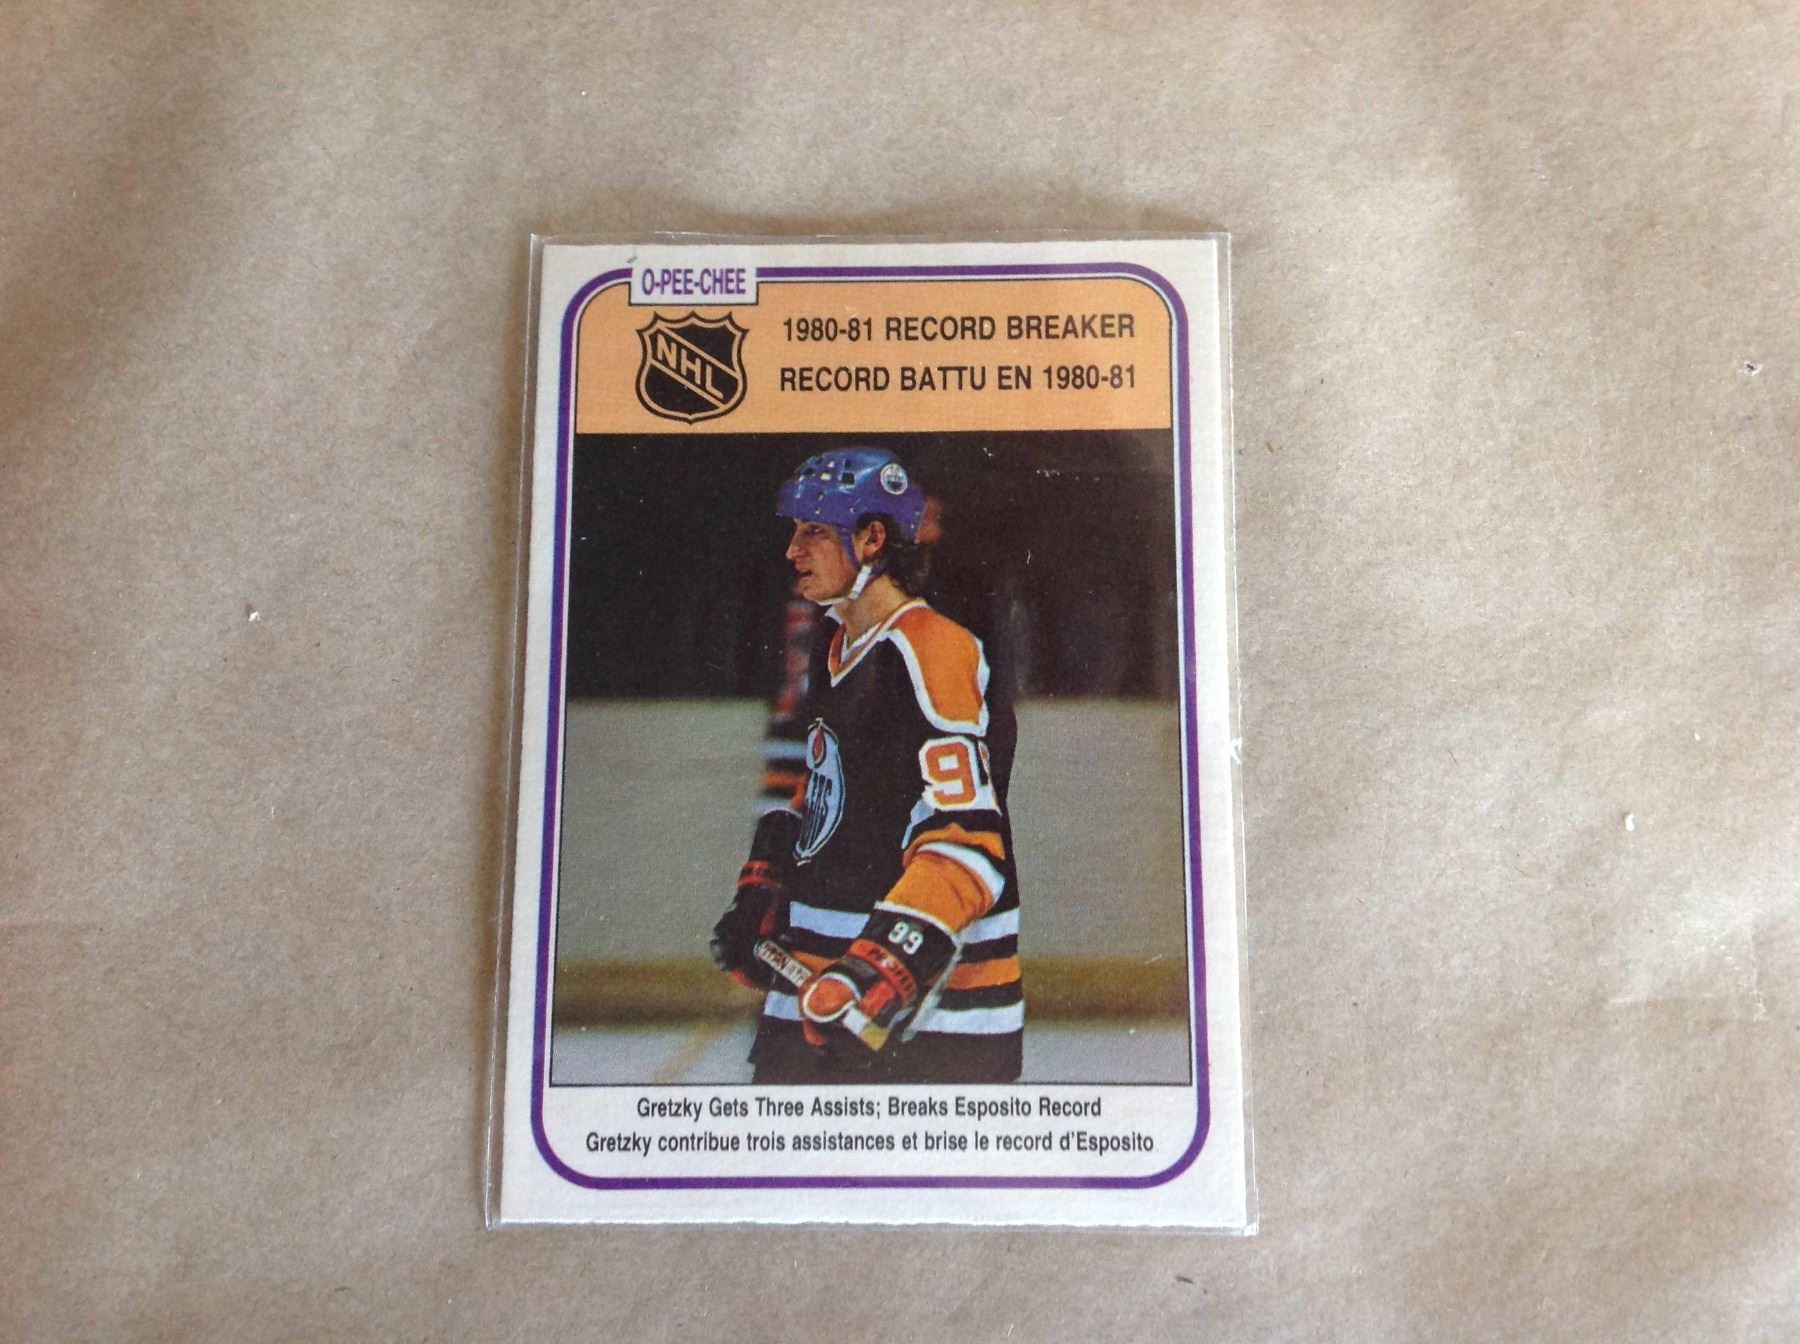 O-PEE-CHEE
NHL
1980-81 RECORD BREAKER
RECORD BATTU EN 1980-81
9
99
Gretzky Gets Three Assists; Breaks Esposito Record
Gretzky contribue trois assistances et brise le record d'Esposito